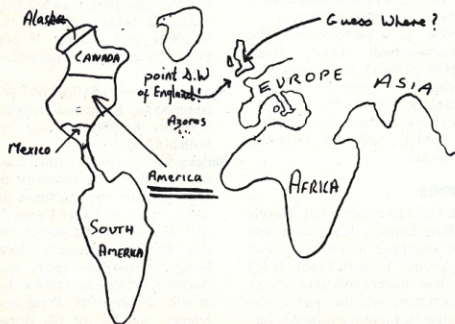 Alaska
CANADA
Mexico
America
SOUTH
AMERICA
point S.W
of England!
Azores
Guess Where?
EUROPE
ASIA
AFRICA